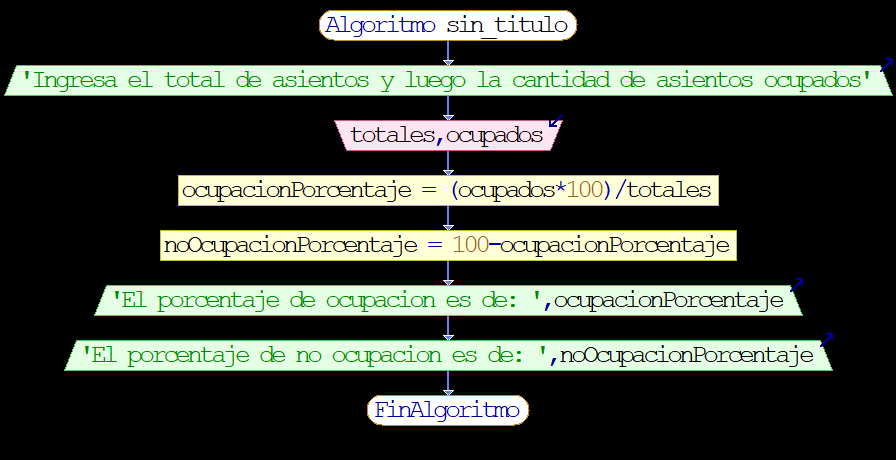 Algoritmo sin_titulo
'Ingresa el total de asientos y luego la cantidad de asientos ocupados'
totales,ocupados
ocupacionPorcentaje = (ocupados*100)/totales
noOcupacionPorcentaje = 100-ocupacionPorcentaje
'El porcentaje de ocupacion es de: ',ocupacionPorcentaje
'El porcentaje de no ocupacion es de: ',noOcupacionPorcentaje
FinAlgoritmo